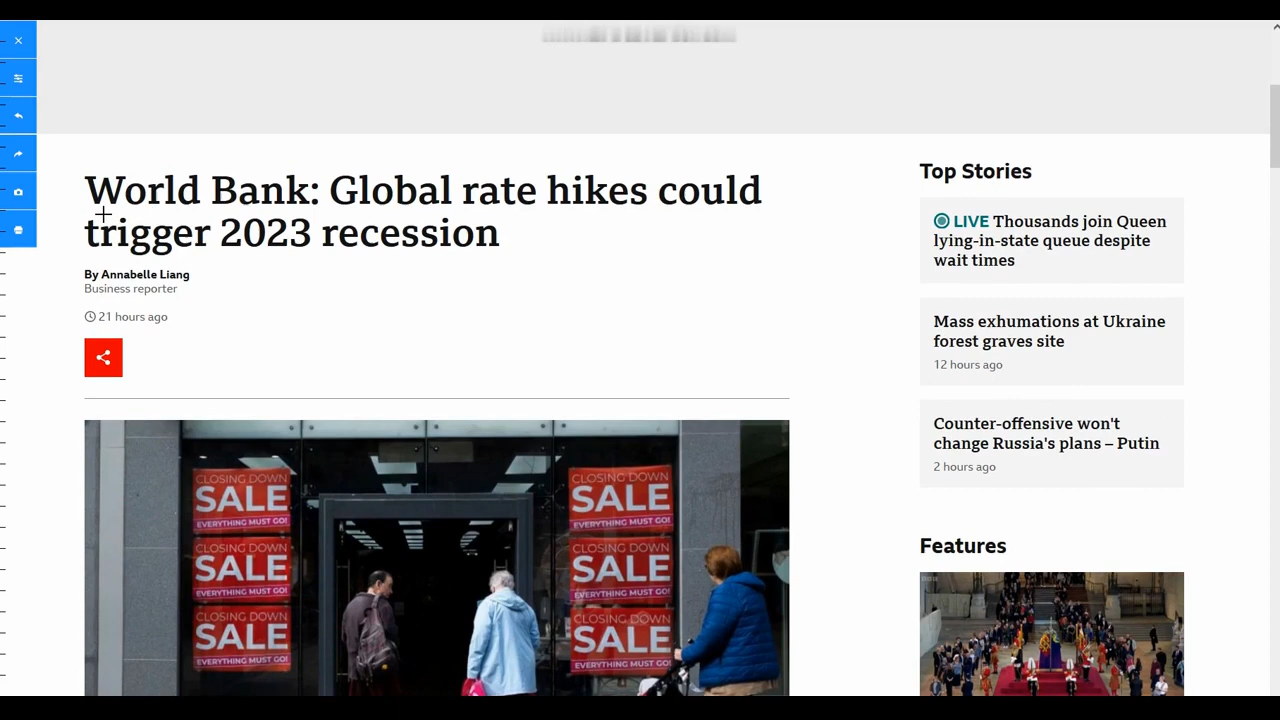 World Bank: Global rate hikes could
trigger 2023 recession
By Annabelle Liang
Business reporter
21 hours ago
CLOSING DOWN
SALE
EVERYTHING MUST GO!
CLOSING DOWN
SALE
EVERYTHING MUST GO!
CLOSING DOWN
SALE
EVERYTHING MUST GO!
CLOSING DOWN
SALE
EVERYTHING MUST GO!
CLOSING DOWN
SALE
EVERYTHING MUST GO!
CLOSING DOWN
SALE
EVERYTHING MUST GO!
Top Stories
LIVE Thousands join Queen
lying-in-state queue despite
wait times
Mass exhumations at Ukraine
forest graves site
12 hours ago
Counter-offensive won't
change Russia's plans – Putin
2 hours ago
Features